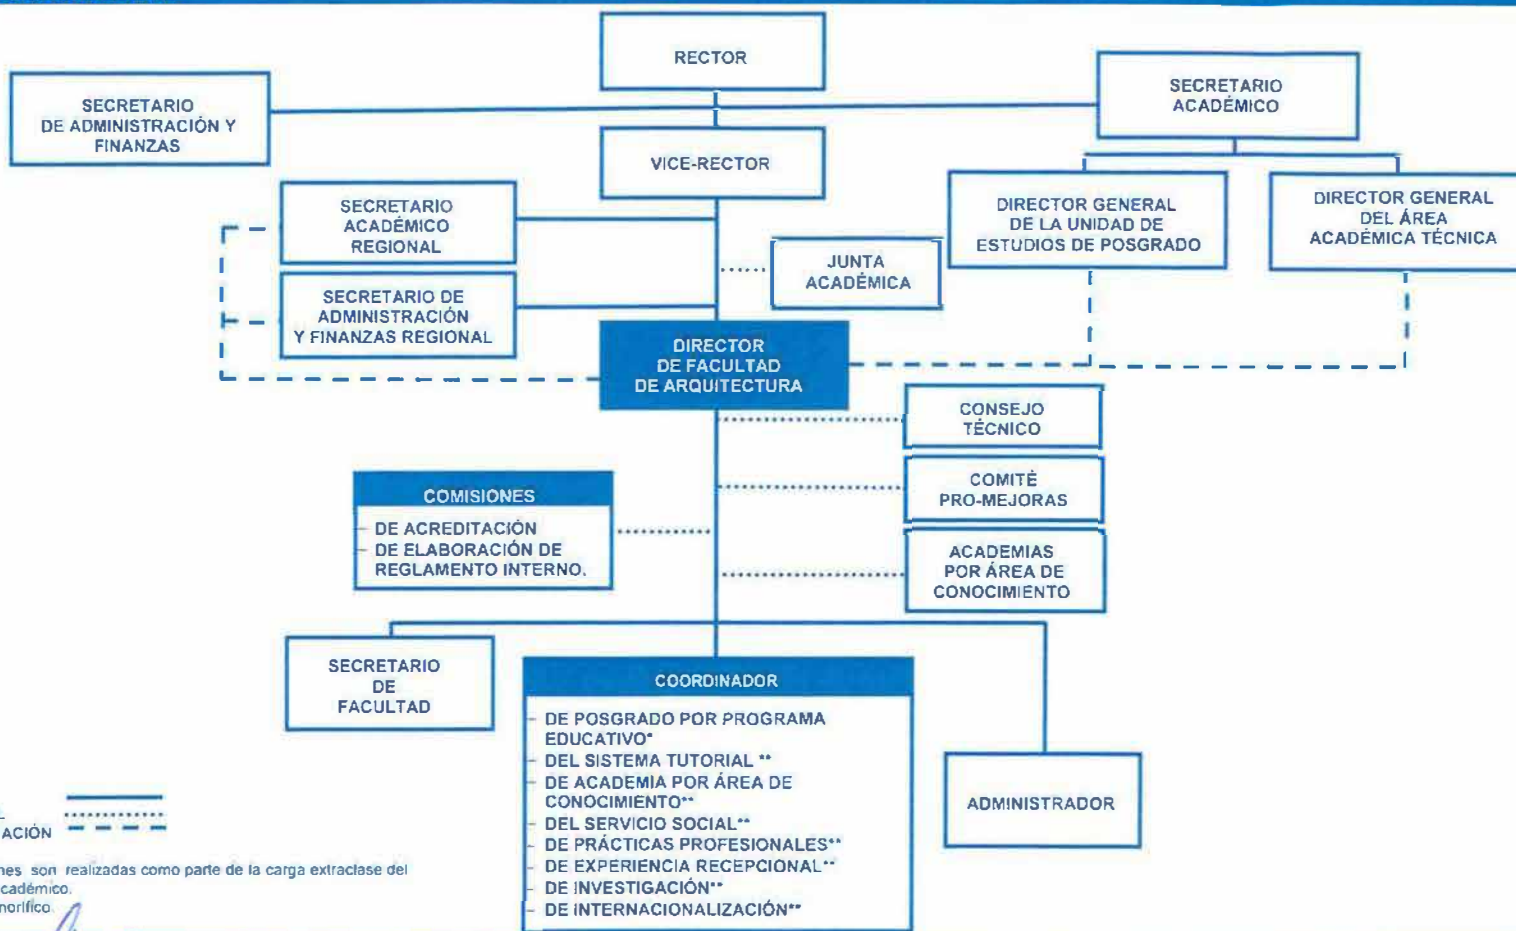 RECTOR
SECRETARIO
DE ADMINISTRACIÓN Y
FINANZAS
SECRETARIO
ACADÉMICO
VICE-RECTOR
SECRETARIO
ACADÉMICO
REGIONAL
DIRECTOR GENERAL
DE LA UNIDAD DE
ESTUDIOS DE POSGRADO
DIRECTOR GENERAL
DEL ÁREA
ACADÉMICA TÉCNICA
JUNTA
ACADÉMICA
SECRETARIO DE
ADMINISTRACIÓN
Y FINANZAS REGIONAL
DIRECTOR
DE FACULTAD
DE ARQUITECTURA
CONSEJO
TÉCNICO
COMITÉ
PRO-MEJORAS
COMISIONES
– DE ACREDITACIÓN
– DE ELABORACIÓN DE
REGLAMENTO INTERNO.
ACADEMIAS
POR ÁREA DE
CONOCIMIENTO
SECRETARIO
DE
FACULTAD
COORDINADOR
– DE POSGRADO POR PROGRAMA
EDUCATIVO*
– DEL SISTEMA TUTORIAL **
– DE ACADEMIA POR ÁREA DE
CONOCIMIENTO**
– DEL SERVICIO SOCIAL**
– DE PRÁCTICAS PROFESIONALES**
– DE EXPERIENCIA RECEPCIONAL**
– DE INVESTIGACIÓN**
– DE INTERNACIONALIZACIÓN**
ADMINISTRADOR
ACIÓN
nes son realizadas como parte de la carga extraclase del
cadémico.
norífico.